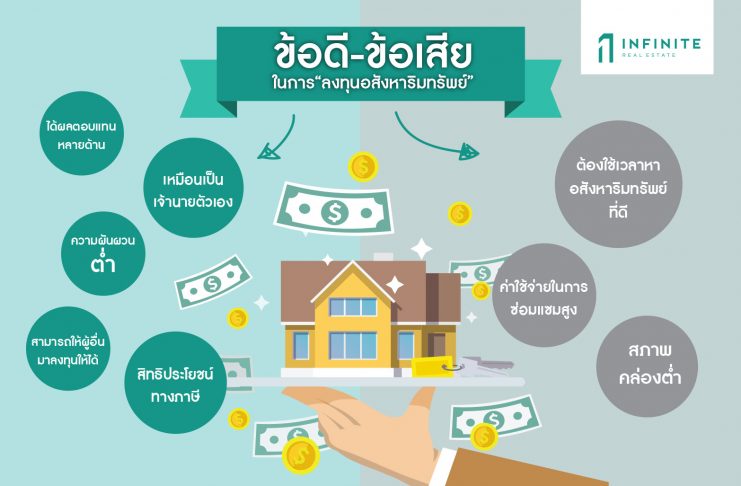 ข้อดี-ข้อเสีย
ในการ“ลงทุนอสังหาริมทรัพย์”
INFINITE
REAL ESTATE
ได้ผลตอบแทน
หลายด้าน
เหมือนเป็น
เจ้านายตัวเอง
ความผันผวน
ต่ำ
สามารถให้ผู้อื่น
มาลงทุนให้ได้
สิทธิประโยชน์
ทางภาษี
ต้องใช้เวลาหา
อสังหาริมทรัพย์
ที่ดี
ค่าใช้จ่ายในการ
ซ่อมแซมสูง
สภาพ
คล่องต่ำ